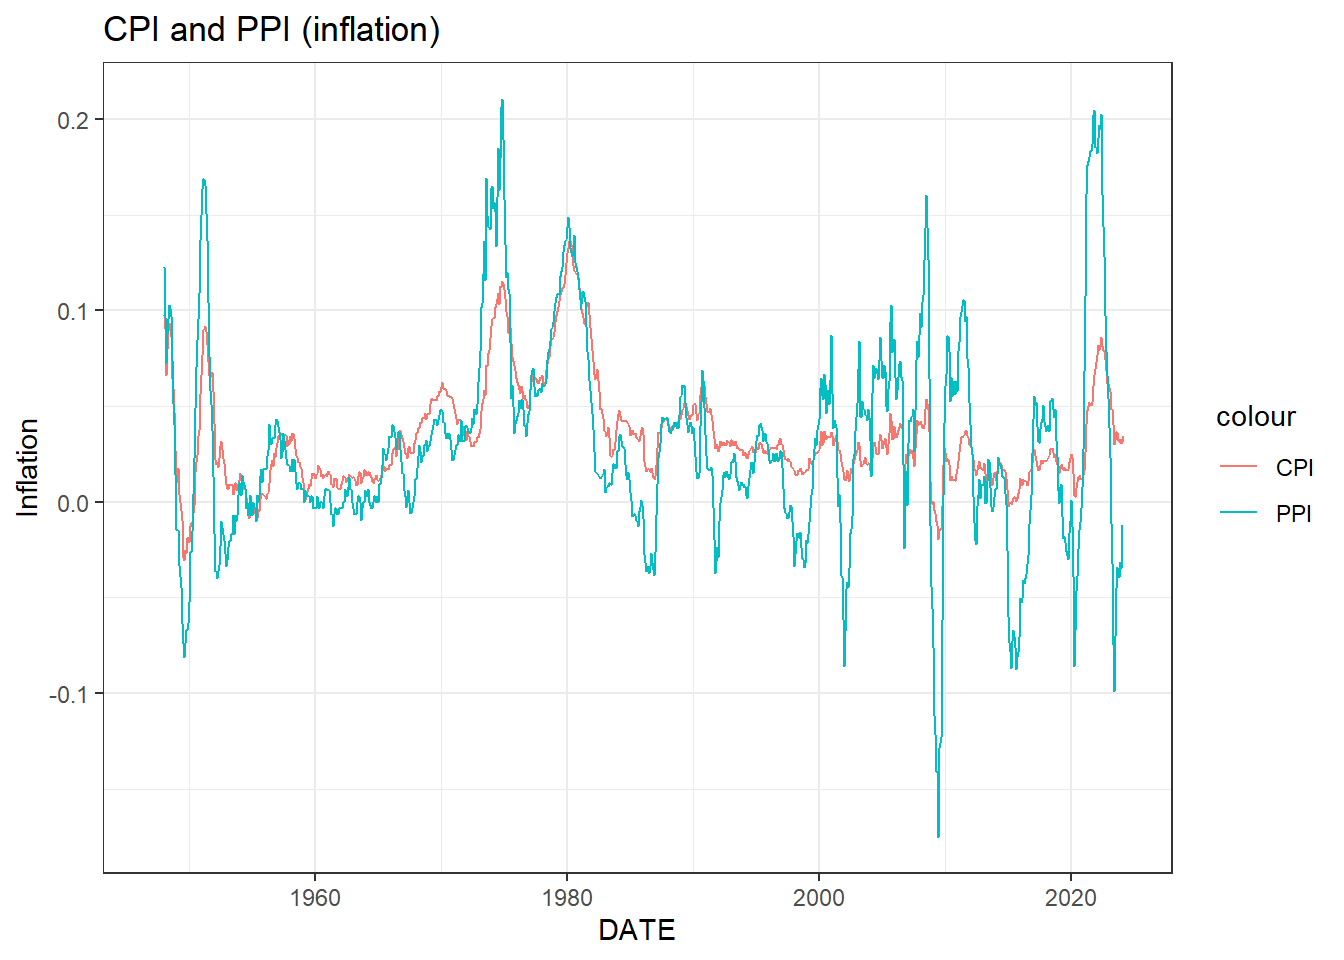 CPI and PPI (inflation)
0.2
0.1
0.0
-0.1
Inflation
1960 1980 2000 2020
DATE
colour
CPI
PPI